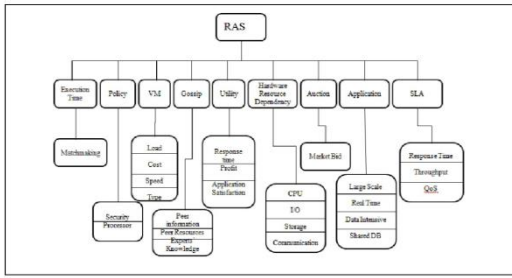 RAS
Execution
Time
Policy
VM
Gossip
Utility
Hardware
Resource
Dependency
Auction
Application
SLA
Matchmaking
Load
Cost
Speed
Type
Response
time
Profit
Application
Satisfaction
Market Bid
Response Time
Throughput
QoS
Security
Processor
Peer
information
Peer Resources
Experts
Knowledge
CPU
I/O
Storage
Communication
Large Scale
Real Time
Data Intensive
Shared DB